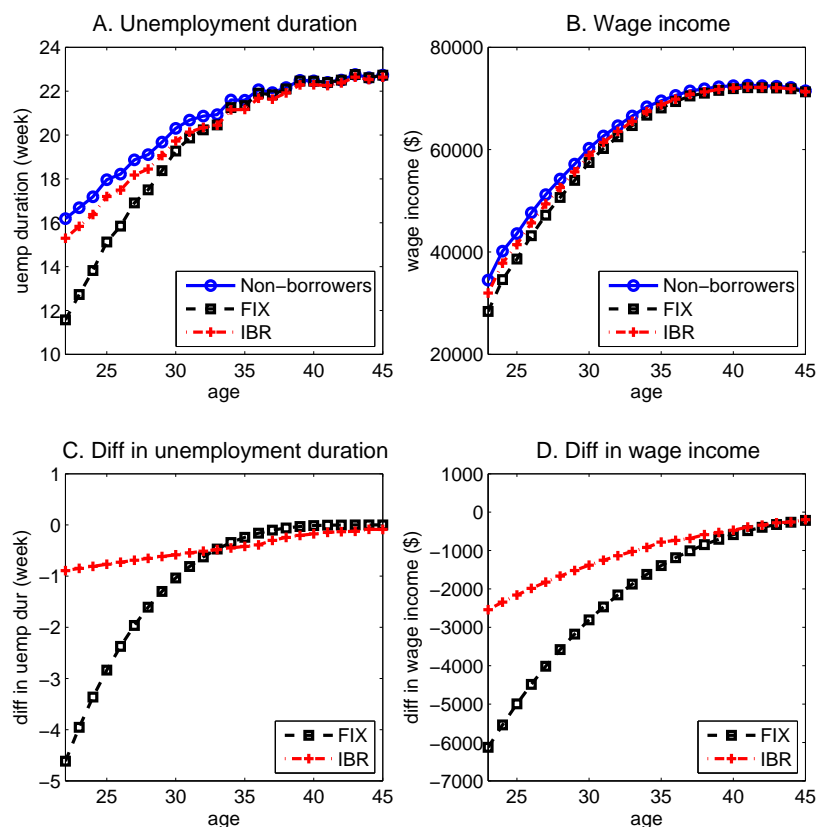 A. Unemployment duration
24
22
20
18
16
14
12
10
uemp duration (week)
25 30 35 40 45
age
Non−borrowers
FIX
IBR
B. Wage income
80000
60000
40000
20000
wage income ($)
25 30 35 40 45
age
Non−borrowers
FIX
IBR
C. Diff in unemployment duration
1
0
−1
−2
−3
−4
−5
diff in uemp dur (week)
25 30 35 40 45
age
FIX
IBR
D. Diff in wage income
1000
0
−1000
−2000
−3000
−4000
−5000
−6000
−7000
diff in wage income ($)
25 30 35 40 45
age
FIX
IBR